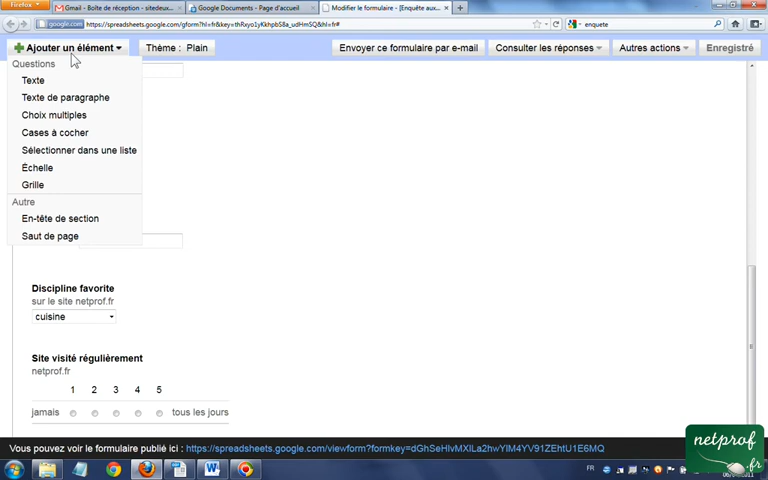 Firefox
Gmail - Boîte de réception - sitedeux...
Google Documents - Page d'accueil
Modifier le formulaire - [Enquête aux...
google.com
https://spreadsheets.google.com/gform?hl=fr&key=thRxyo1yKkhpbS8a_udHmSQ&hl=fr#
enquete
Ajouter un élément
Thème : Plain
Envoyer ce formulaire par e-mail
Consulter les réponses
Autres actions
Enregistré
Questions
Texte
Texte de paragraphe
Choix multiples
Cases à cocher
Sélectionner dans une liste
Échelle
Grille
Autre
En-tête de section
Saut de page
Discipline favorite
sur le site netprof.fr
cuisine
Site visité régulièrement
netprof.fr
1 2 3 4 5
jamais
tous les jours
Vous pouvez voir le formulaire publié ici : https://spreadsheets.google.com/viewform?formkey=dGhSeHlvMXlLa2hwYlM4YV91ZEhtU1E6MQ
FR
netprof
.fr